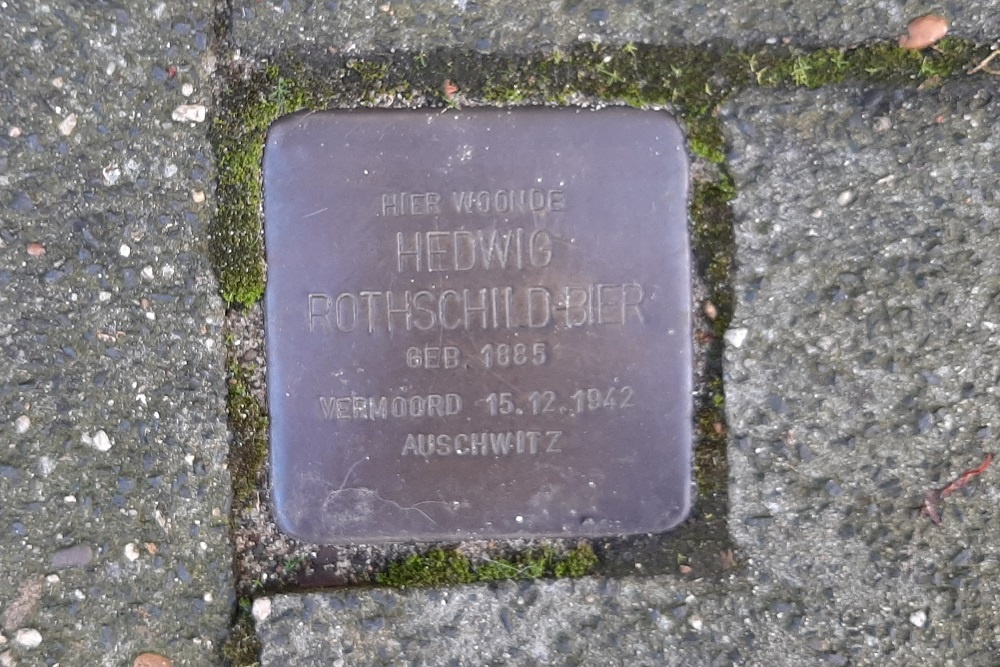 HIER WOONDE
HEDWIG
ROTHSCHILD-BIER
GEB. 1885
VERMOORD 15.12.1942
AUSCHWITZ